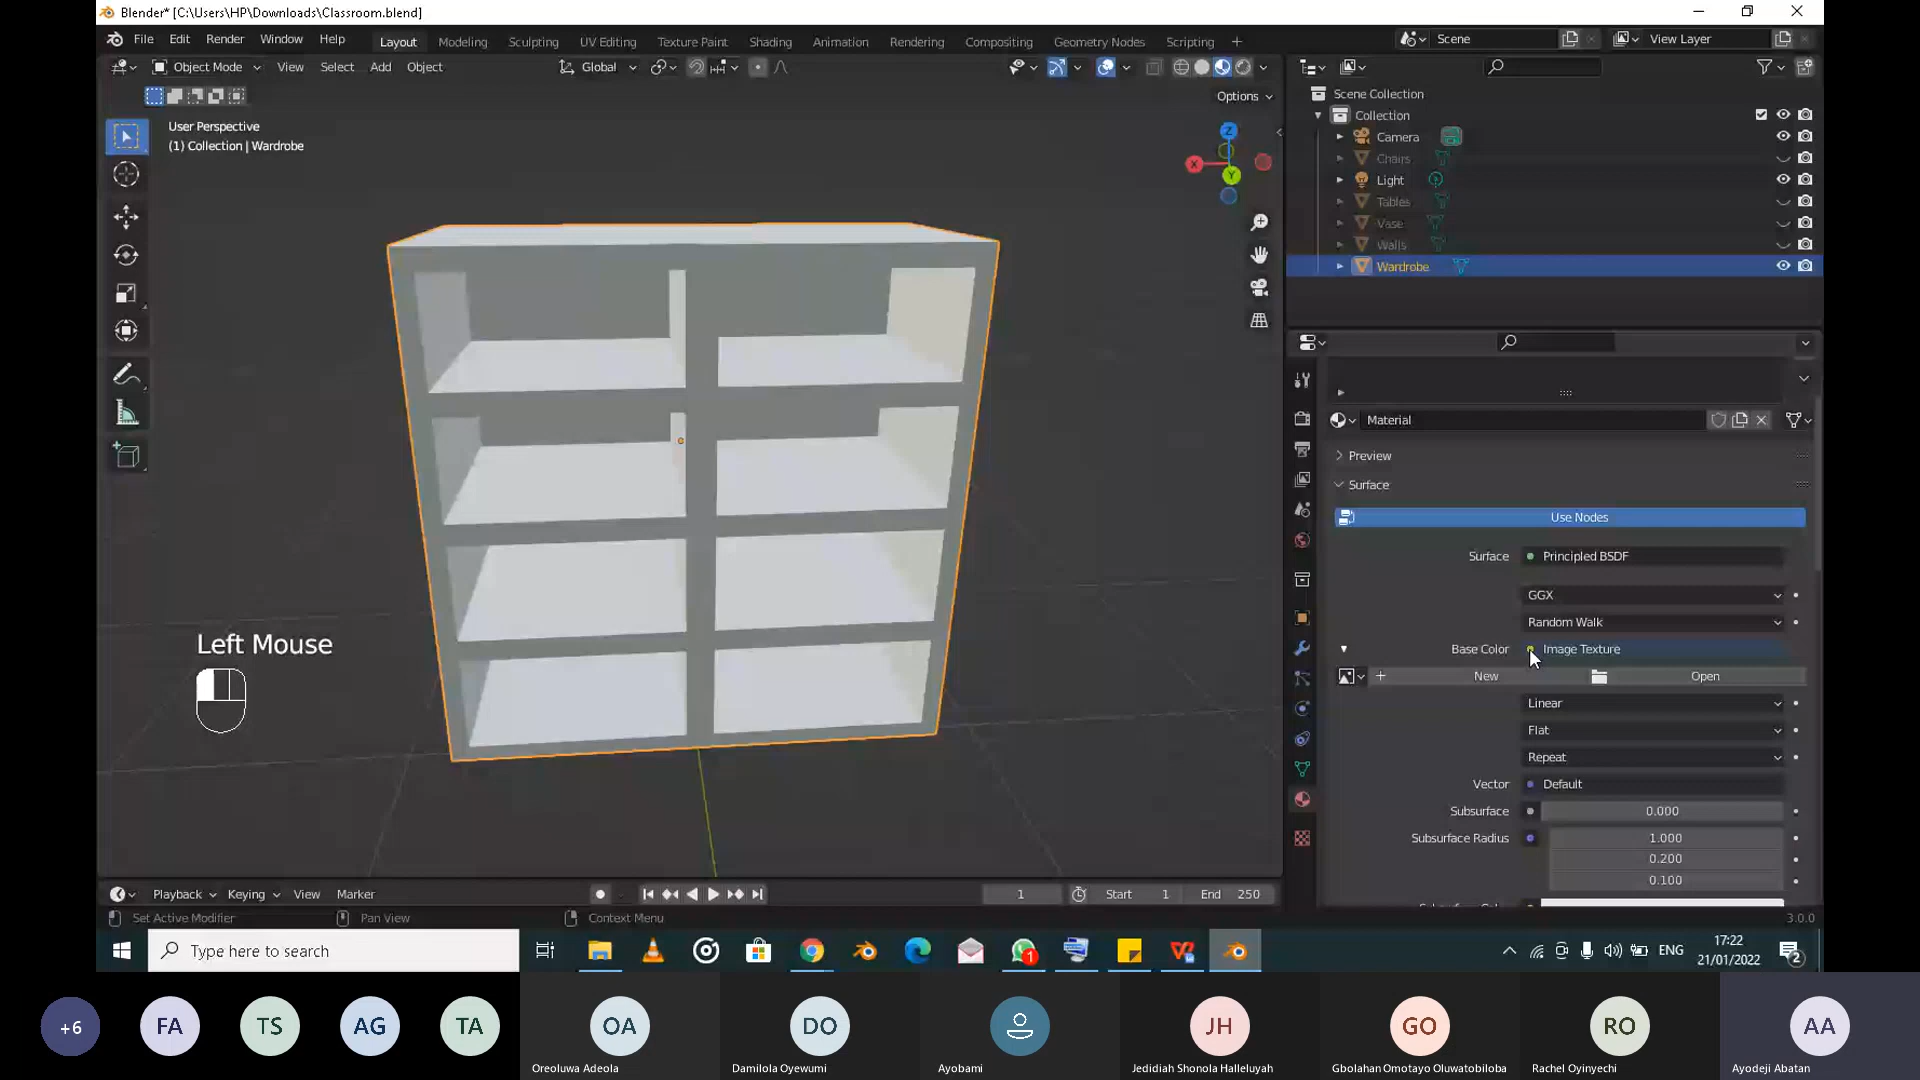 Blender* [C:\Users\HP\Downloads\Classroom.blend]
File Edit Render Window Help Layout Modeling Sculpting UV Editing Texture Paint Shading Animation Rendering Compositing Geometry Nodes Scripting + Scene View Layer
Object Mode View Select Add Object Global
Options
User Perspective
(1) Collection | Wardrobe
Z
X
Y
Scene Collection
Collection
Camera
Chairs
Light
Tables
Vase
Walls
Wardrobe
Material
Preview
Surface
Use Nodes
Surface Principled BSDF
GGX
Random Walk
Base Color Image Texture
New Open
Linear
Flat
Repeat
Vector Default
Subsurface 0.000
Subsurface Radius 1.000
0.200
0.100
Left Mouse
Playback Keying View Marker 1 Start 1 End 250
Set Active Modifier Pan View Context Menu 3.0.0
Type here to search
1
ENG
17:22
21/01/2022
2
+6 FA TS AG TA OA DO JH GO RO AA
Oreoluwa Adeola Damilola Oyewumi Ayobami Jedidiah Shonola Halleluyah Gbolahan Omotayo Oluwatobiloba Rachel Oyinyechi Ayodeji Abatan